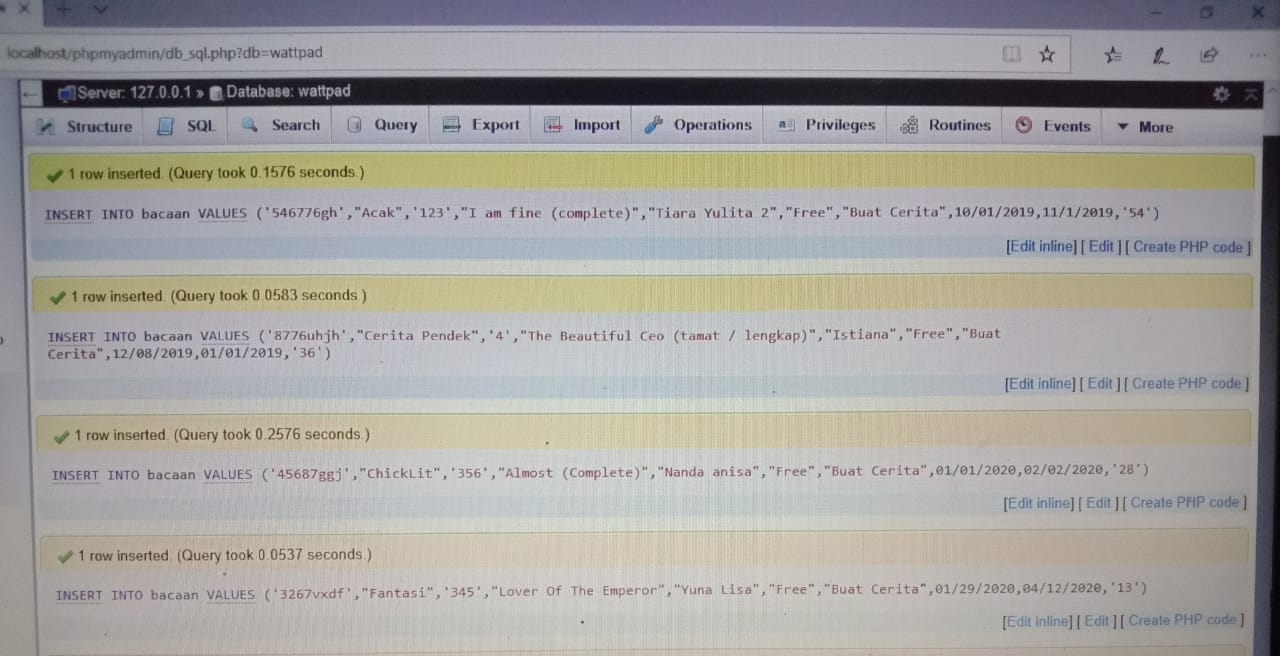 localhost/phpmyadmin/db_sql.php?db=wattpad
Server: 127.0.0.1 » Database: wattpad
Structure SQL Search Query Export Import Operations Privileges Routines Events More
1 row inserted. (Query took 0.1576 seconds.)
INSERT INTO bacaan VALUES ('546776gh',"Acak",'123',"I am fine (complete)","Tiara Yulita 2","Free","Buat Cerita",10/01/2019,11/1/2019,'54')
[Edit inline] [ Edit ] [ Create PHP code ]
1 row inserted. (Query took 0.0583 seconds.)
INSERT INTO bacaan VALUES ('8776uhjh',"Cerita Pendek",'4',"The Beautiful Ceo (tamat / lengkap)","Istiana","Free","Buat
Cerita",12/08/2019,01/01/2019,'36')
[Edit inline] [ Edit ] [ Create PHP code ]
1 row inserted. (Query took 0.2576 seconds.)
INSERT INTO bacaan VALUES ('45687ggj',"ChickLit",'356',"Almost (Complete)","Nanda anisa","Free","Buat Cerita",01/01/2020,02/02/2020,'28')
[Edit inline] [ Edit ] [ Create PHP code ]
1 row inserted. (Query took 0.0537 seconds.)
INSERT INTO bacaan VALUES ('3267vxdf',"Fantasi",'345',"Lover Of The Emperor","Yuna Lisa","Free","Buat Cerita",01/29/2020,04/12/2020,'13')
[Edit inline] [ Edit ] [ Create PHP code ]